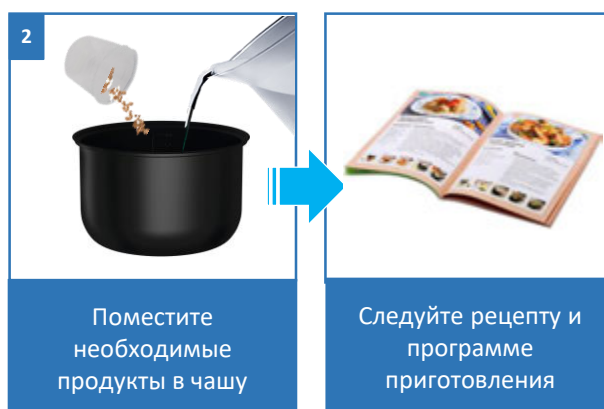 2
Поместите
необходимые
продукты в чашу
Следуйте рецепту и
программе
приготовления